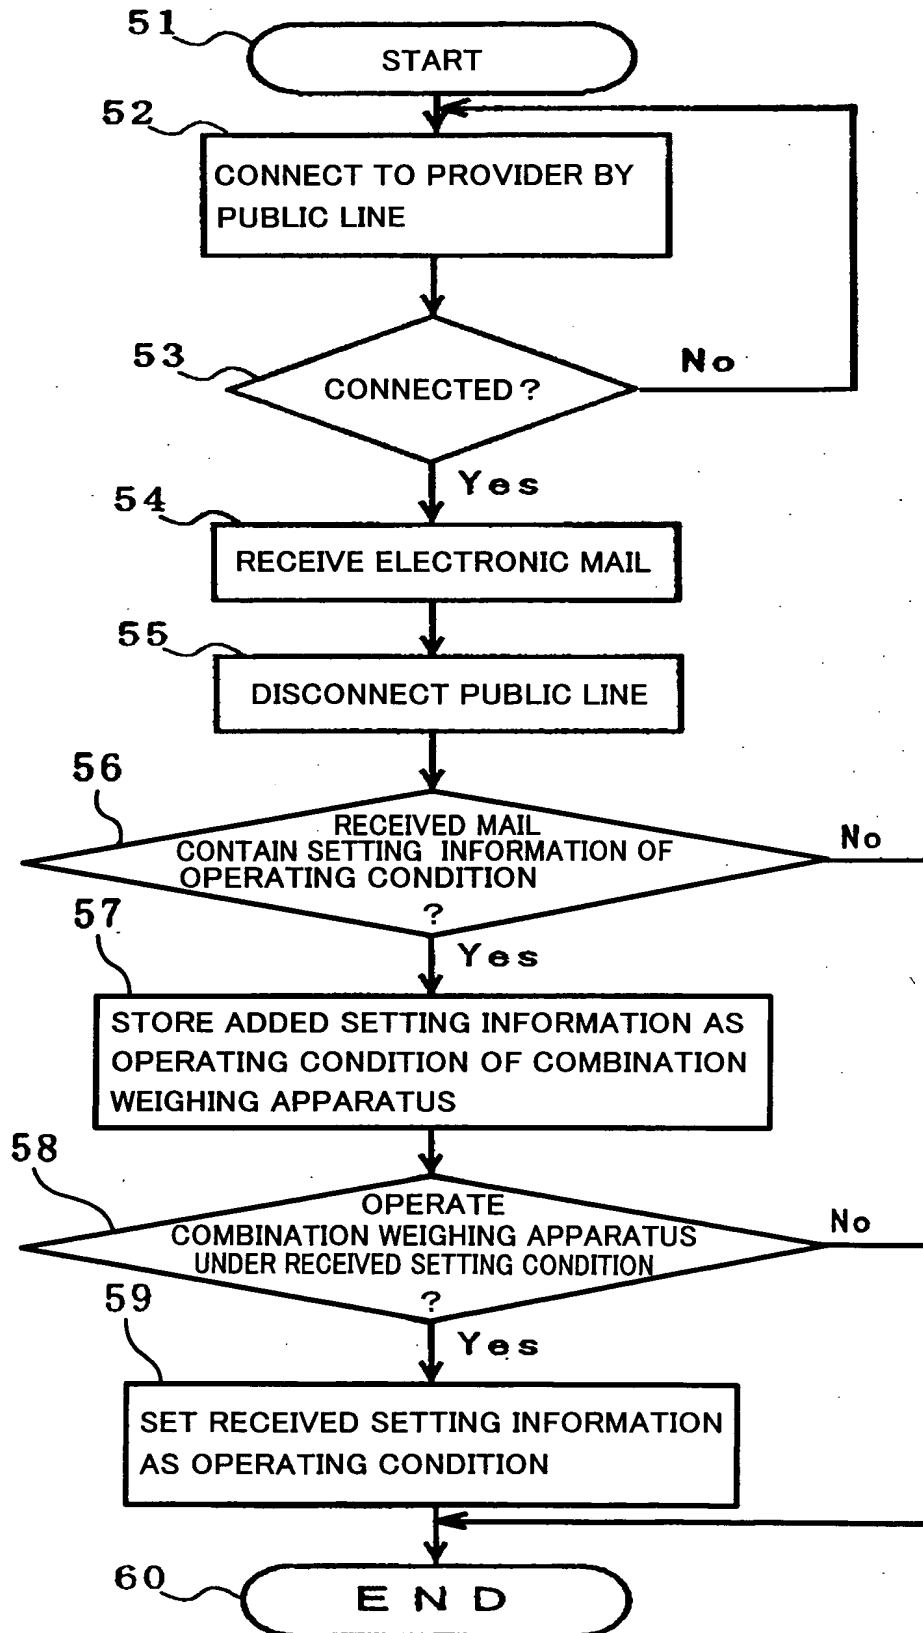 51
START
52
CONNECT TO PROVIDER BY
PUBLIC LINE
53
CONNECTED ?
No
Yes
54
RECEIVE ELECTRONIC MAIL
55
DISCONNECT PUBLIC LINE
56
RECEIVED MAIL
CONTAIN SETTING INFORMATION OF
OPERATING CONDITION
?
No
Yes
57
STORE ADDED SETTING INFORMATION AS
OPERATING CONDITION OF COMBINATION
WEIGHING APPARATUS
58
OPERATE
COMBINATION WEIGHING APPARATUS
UNDER RECEIVED SETTING CONDITION
?
No
Yes
59
SET RECEIVED SETTING INFORMATION
AS OPERATING CONDITION
60
END